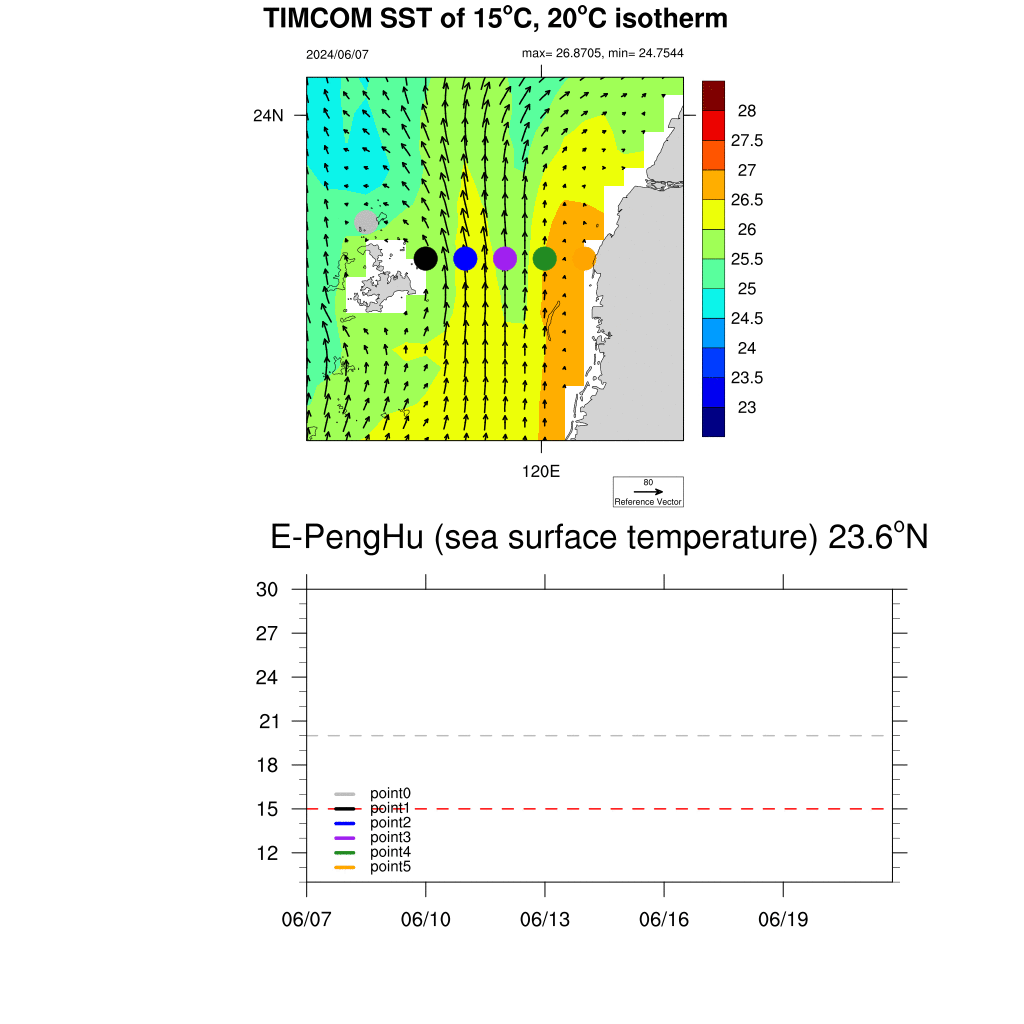 TIMCOM SST of 15°C, 20°C isotherm
2024/06/07
max= 26.8705, min= 24.7544
24N
120E
28
27.5
27
26.5
26
25.5
25
24.5
24
23.5
23
80
Reference Vector
E-PengHu (sea surface temperature) 23.6°N
30
27
24
21
18
15
12
point0
point1
point2
point3
point4
point5
06/07 06/10 06/13 06/16 06/19